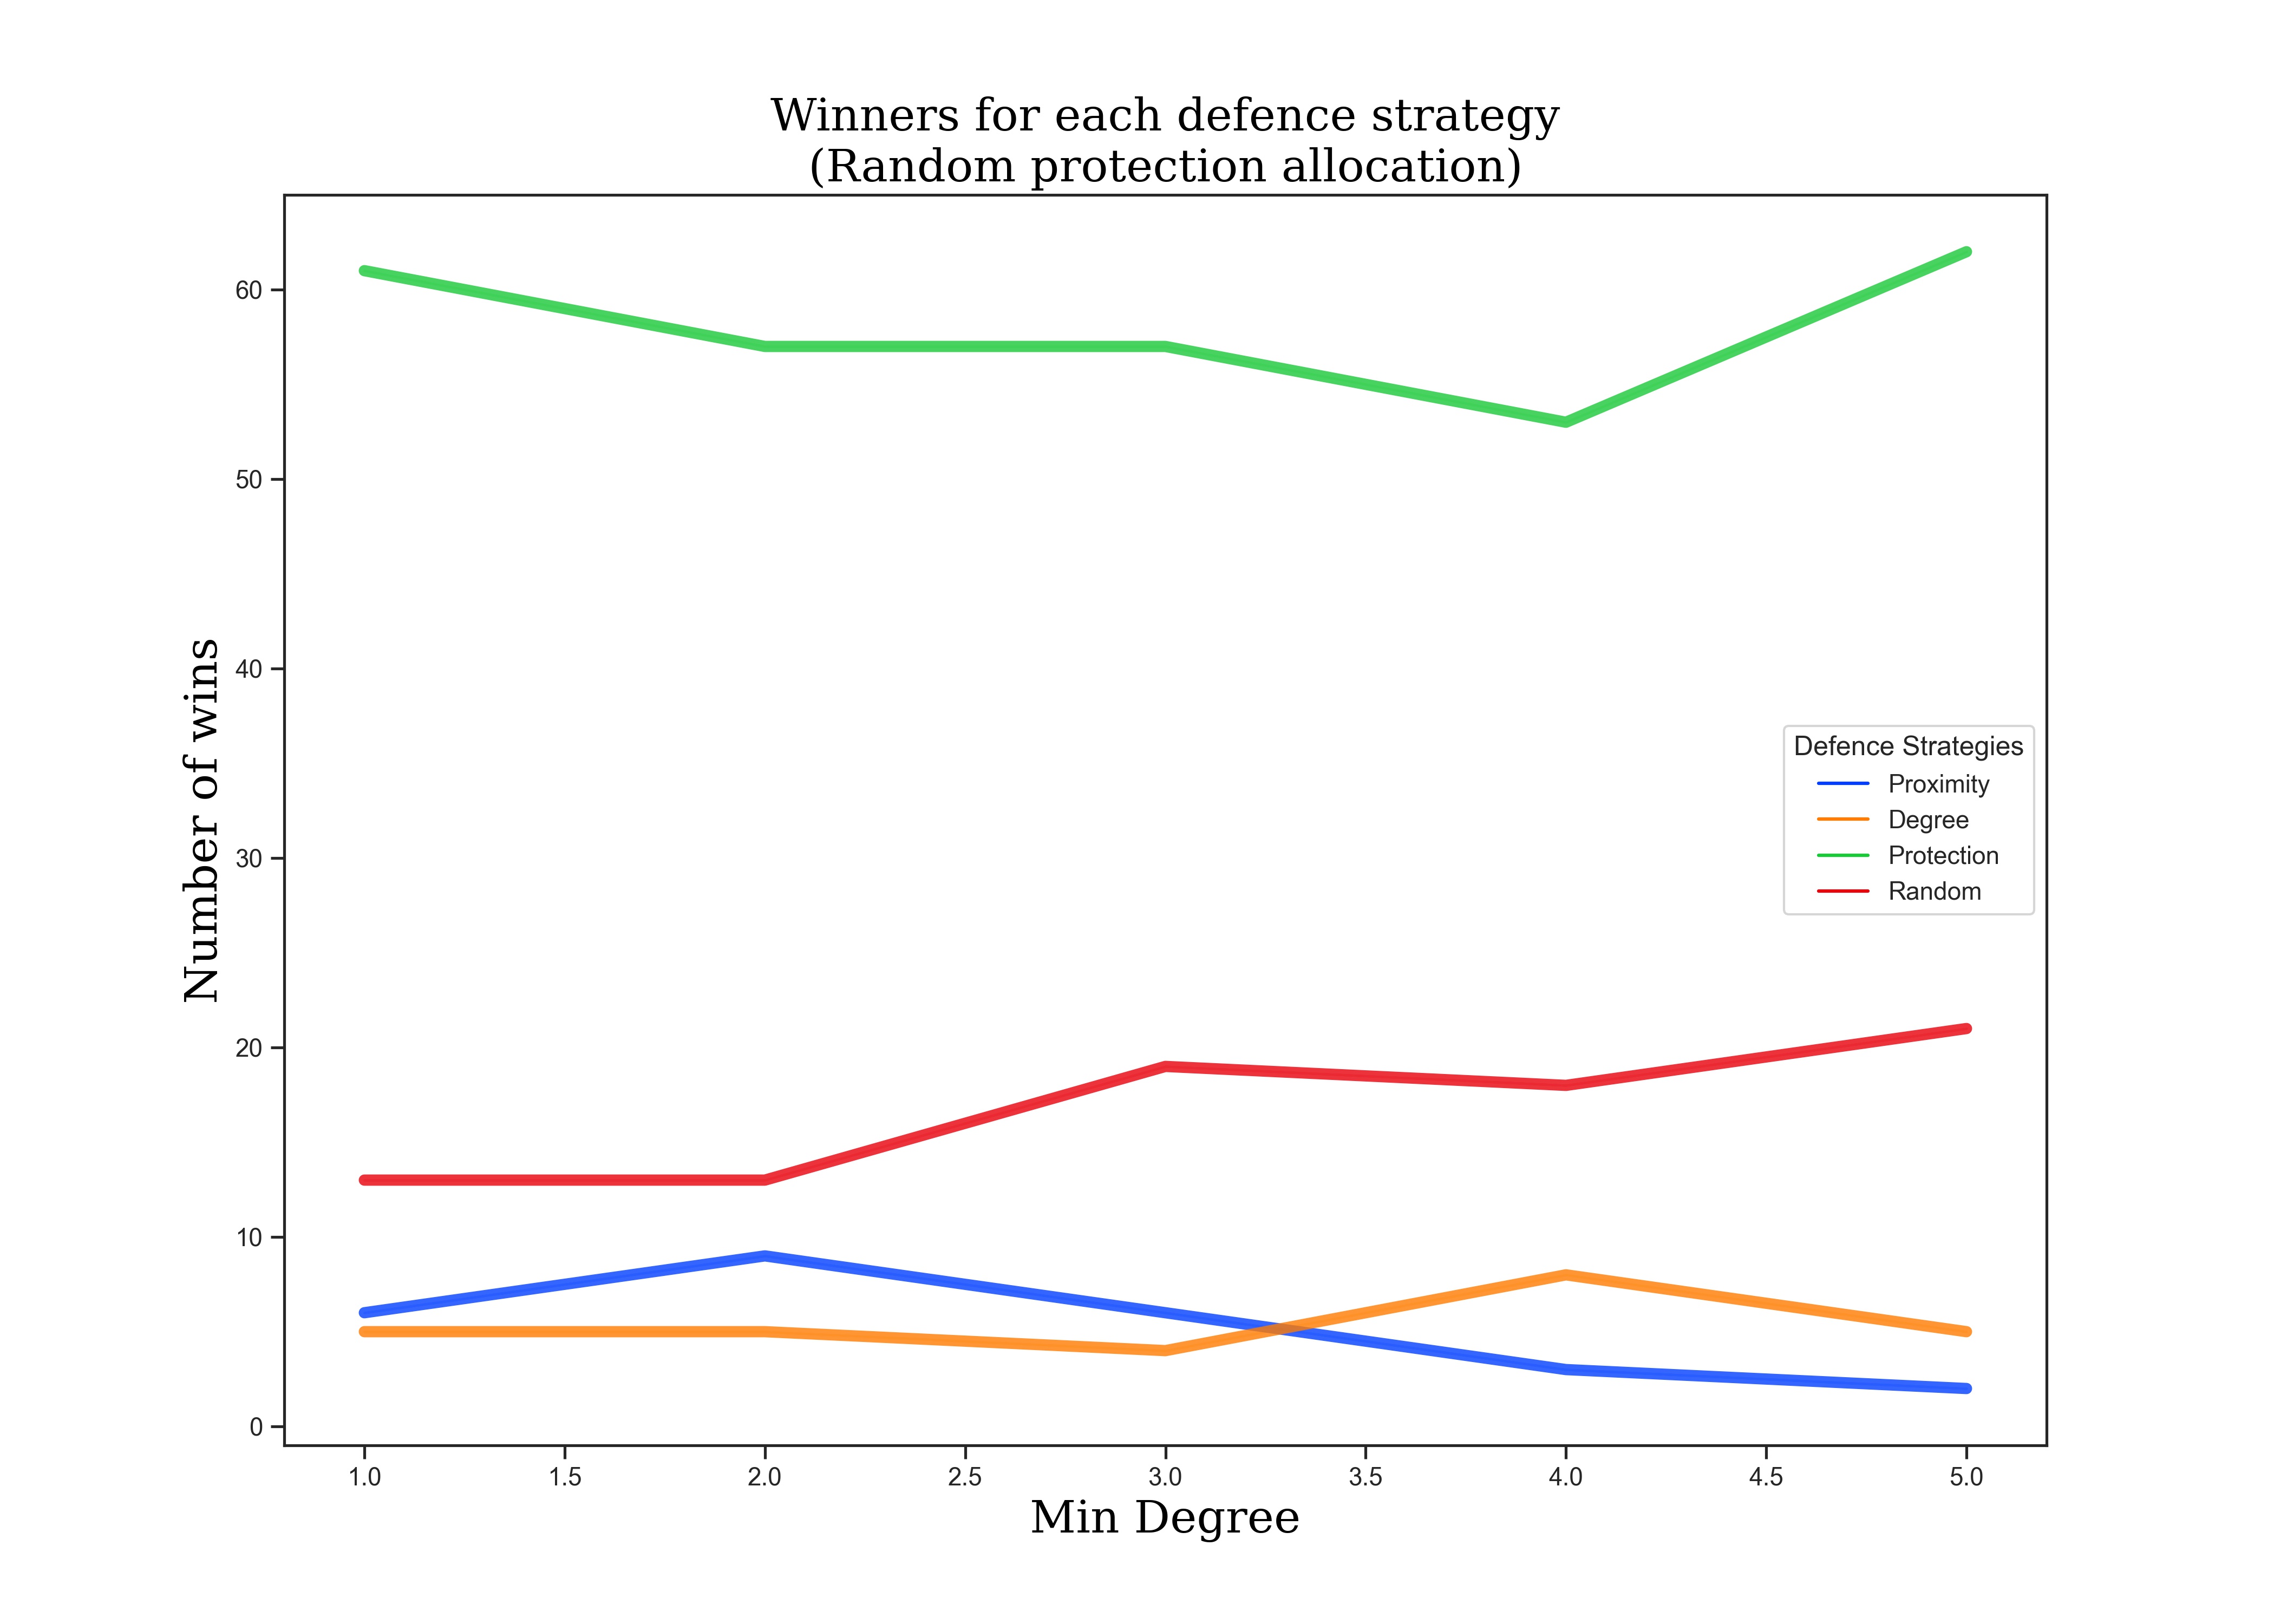 Winners for each defence strategy
(Random protection allocation)
Number of wins
60
50
40
30
20
10
0
Defence Strategies
Proximity
Degree
Protection
Random
1.0 1.5 2.0 2.5 3.0 3.5 4.0 4.5 5.0
Min Degree